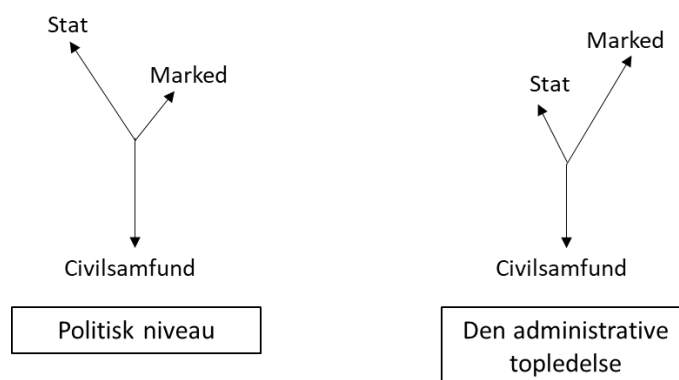 Stat
Marked
Civilsamfund
Politisk niveau
Marked
Stat
Civilsamfund
Den administrative
topledelse